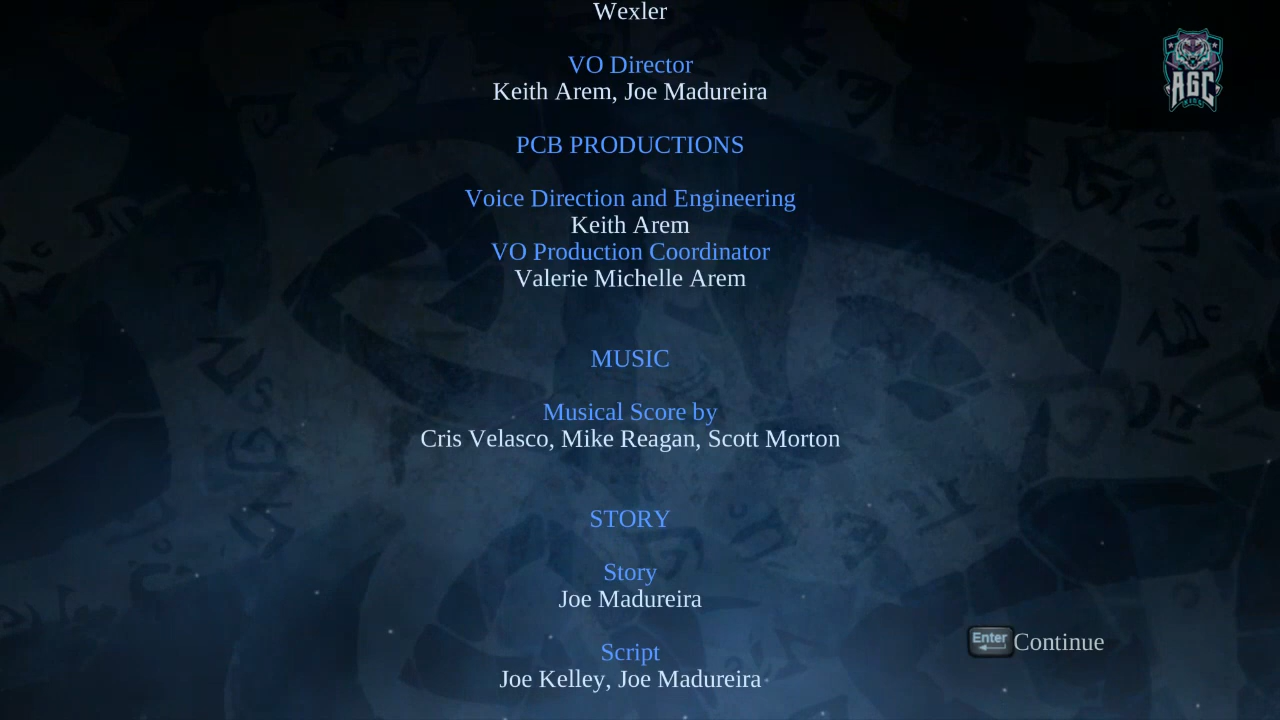 Wexler
VO Director
Keith Arem, Joe Madureira
PCB PRODUCTIONS
Voice Direction and Engineering
Keith Arem
VO Production Coordinator
Valerie Michelle Arem
MUSIC
Musical Score by
Cris Velasco, Mike Reagan, Scott Morton
STORY
Story
Joe Madureira
Script
Joe Kelley, Joe Madureira
Enter Continue
AGC